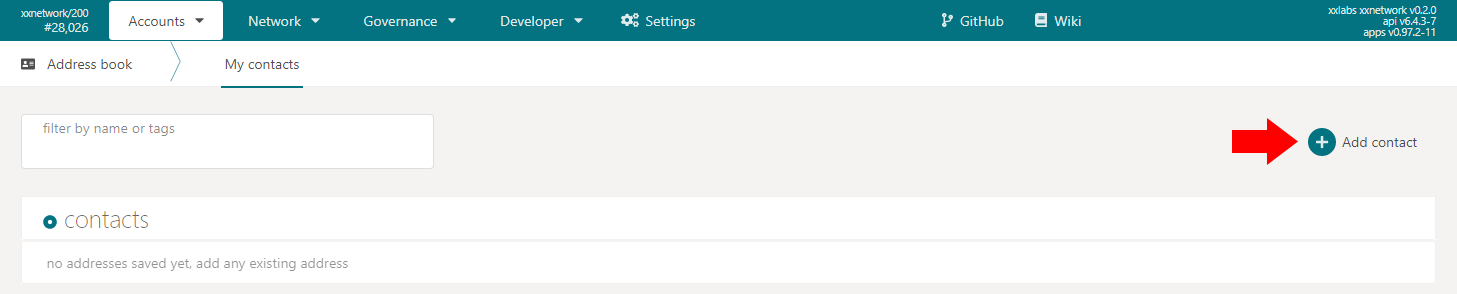 xxnetwork/200
#28,026
Accounts
Network
Governance
Developer
Settings
GitHub
Wiki
xxlabs xxnetwork v0.2.0
api v6.4.3-7
apps v0.97.2-11
Address book
My contacts
filter by name or tags
Add contact
contacts
no addresses saved yet, add any existing address